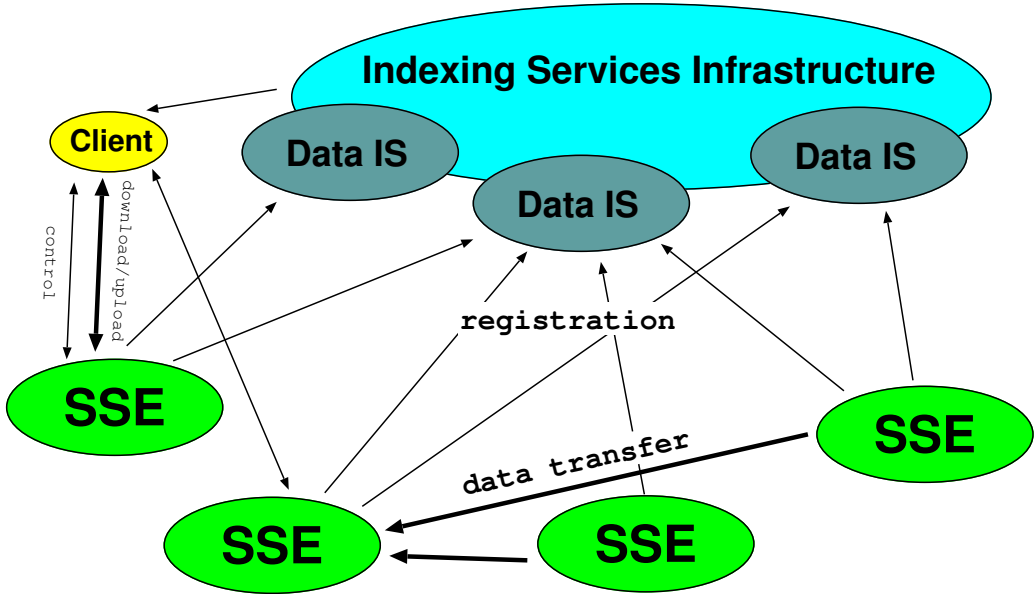 Indexing Services Infrastructure
Client
Data IS
Data IS
Data IS
control
download/upload
registration
SSE
data transfer
SSE
SSE
SSE